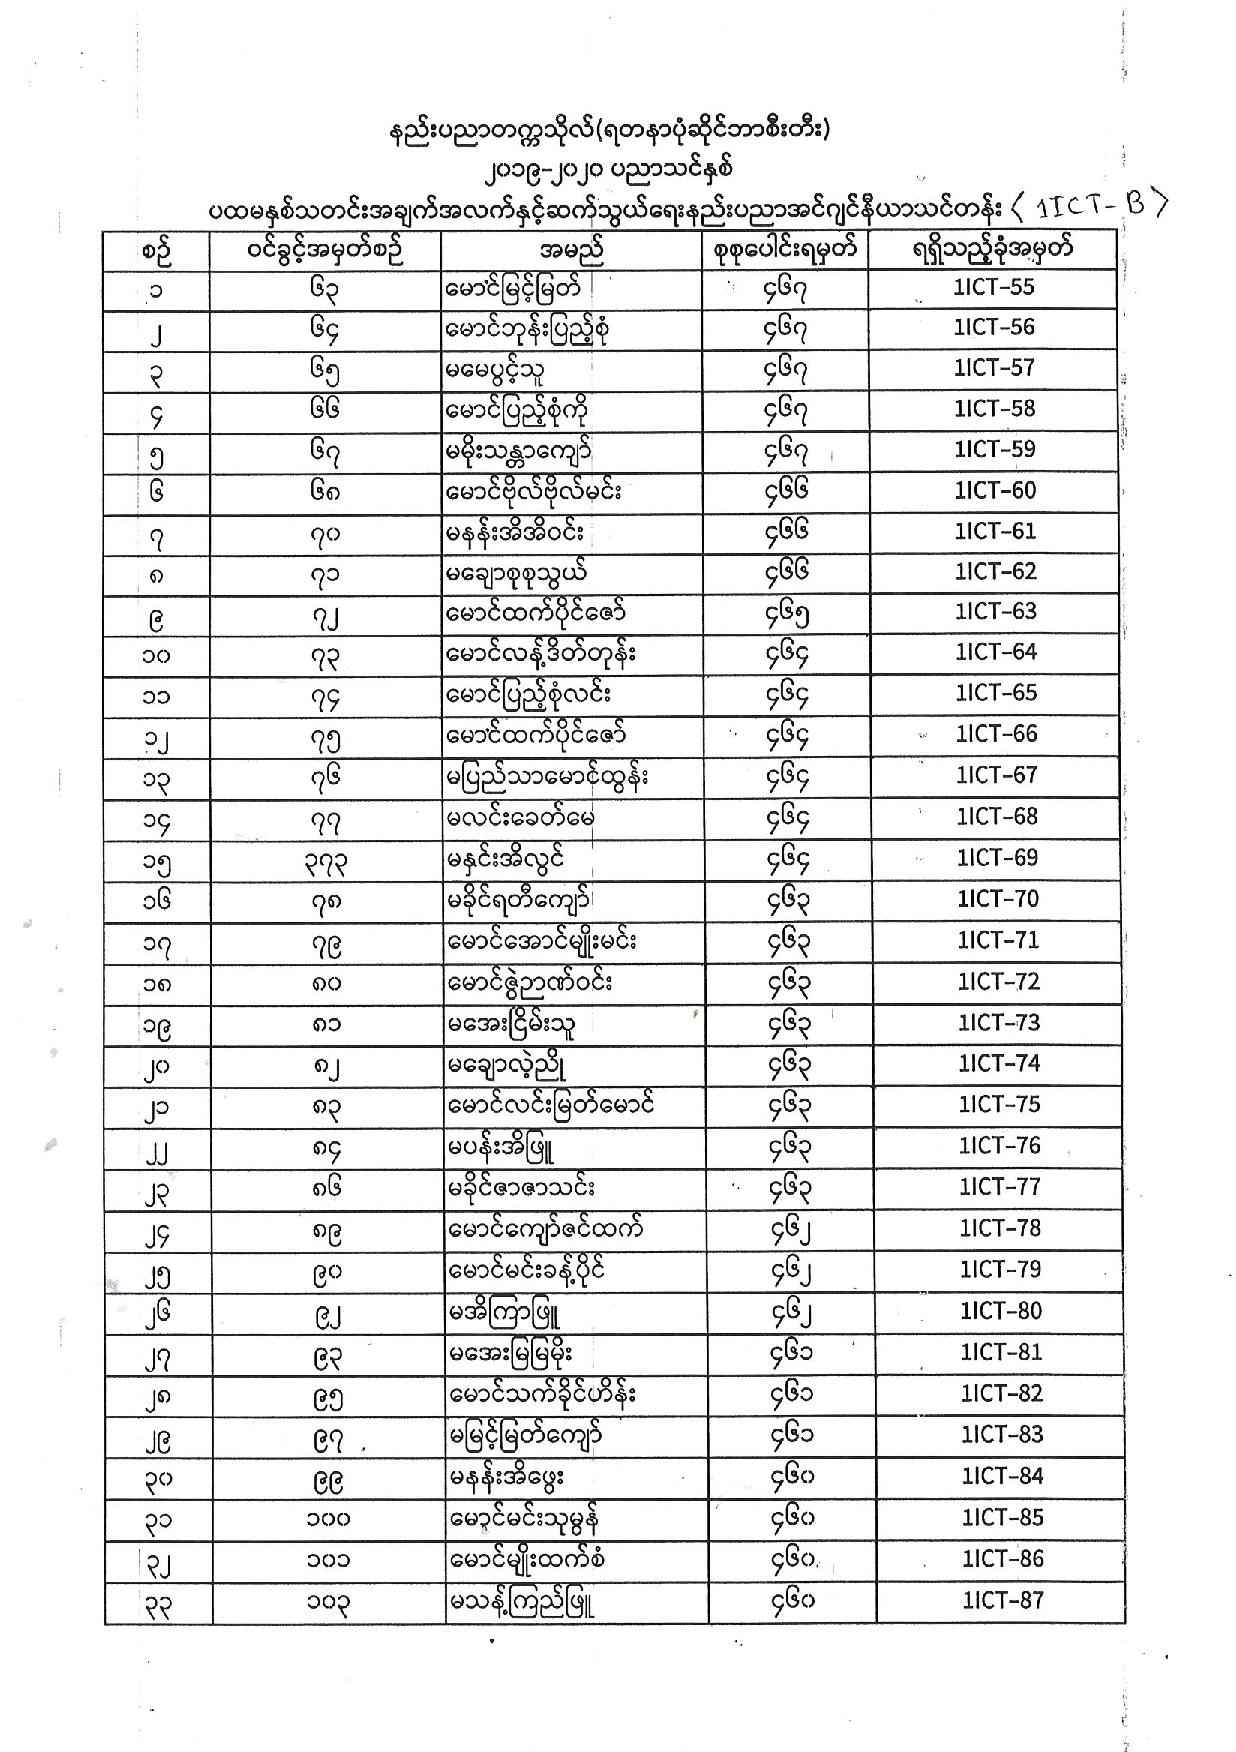 နည်းပညာတက္ကသိုလ်(ရတနာပုံဆိုင်ဘာစီးတီး)
၂၀၁၉-၂၀၂၀ ပညာသင်နှစ်
ပထမနှစ်သတင်းအချက်အလက်နှင့်ဆက်သွယ်ရေးနည်းပညာအင်ဂျင်နီယာသင်တန်း (1ICT-B)
စဉ် ဝင်ခွင့်အမှတ်စဉ် အမည် စုစုပေါင်းရမှတ် ရရှိသည့်ခုံအမှတ်
၁ ၆၃ မောင်မြင့်မြတ် ၄၆၇ 1ICT-55
၂ ၆၄ မောင်ဘုန်းပြည့်စုံ ၄၆၇ 1ICT-56
၃ ၆၅ မမေပွင့်သူ ၄၆၇ 1ICT-57
၄ ၆၆ မောင်ပြည့်စုံကို ၄၆၇ 1ICT-58
၅ ၆၇ မမိုးသန္တာကျော် ၄၆၇ 1ICT-59
၆ ၆၈ မောင်ဗိုလ်ဗိုလ်မင်း ၄၆၆ 1ICT-60
၇ ၇၀ မနန်းအိအိဝင်း ၄၆၆ 1ICT-61
၈ ၇၁ မချောစုစုသွယ် ၄၆၆ 1ICT-62
၉ ၇၂ မောင်ထက်ပိုင်ဇော် ၄၆၅ 1ICT-63
၁၀ ၇၃ မောင်လန့်ဒိတ်တုန်း ၄၆၄ 1ICT-64
၁၁ ၇၄ မောင်ပြည့်စုံလင်း ၄၆၄ 1ICT-65
၁၂ ၇၅ မောင်ထက်ပိုင်ဇော် ၄၆၄ 1ICT-66
၁၃ ၇၆ မပြည်သာမောင်ထွန်း ၄၆၄ 1ICT-67
၁၄ ၇၇ မလင်းခေတ်မေ ၄၆၄ 1ICT-68
၁၅ ၃၇၃ မနှင်းအိလွင် ၄၆၄ 1ICT-69
၁၆ ၇၈ မခိုင်ရတီကျော် ၄၆၃ 1ICT-70
၁၇ ၇၉ မောင်အောင်မျိုးမင်း ၄၆၃ 1ICT-71
၁၈ ၈၀ မောင်ဇွဲဉာဏ်ဝင်း ၄၆၃ 1ICT-72
၁၉ ၈၁ မအေးငြိမ်းသူ ၄၆၃ 1ICT-73
၂၀ ၈၂ မချောလဲ့ညို ၄၆၃ 1ICT-74
၂၁ ၈၃ မောင်လင်းမြတ်မောင် ၄၆၃ 1ICT-75
၂၂ ၈၄ မပန်းအိဖြူ ၄၆၃ 1ICT-76
၂၃ ၈၆ မခိုင်ဇာဇာသင်း ၄၆၃ 1ICT-77
၂၄ ၈၉ မောင်ကျော်ဇင်ထက် ၄၆၂ 1ICT-78
၂၅ ၉၀ မောင်မင်းခန့်ပိုင် ၄၆၂ 1ICT-79
၂၆ ၉၂ မအိကြာဖြူ ၄၆၂ 1ICT-80
၂၇ ၉၃ မအေးမြမြမိုး ၄၆၁ 1ICT-81
၂၈ ၉၅ မောင်သက်ခိုင်ဟိန်း ၄၆၁ 1ICT-82
၂၉ ၉၇ မမြင့်မြတ်ကျော် ၄၆၁ 1ICT-83
၃၀ ၉၉ မနန်းအိဖွေး ၄၆၀ 1ICT-84
၃၁ ၁၀၀ မောင်မင်းသုမွန် ၄၆၀ 1ICT-85
၃၂ ၁၀၁ မောင်မျိုးထက်စံ ၄၆၀ 1ICT-86
၃၃ ၁၀၃ မသန့်ကြည်ဖြူ ၄၆၀ 1ICT-87